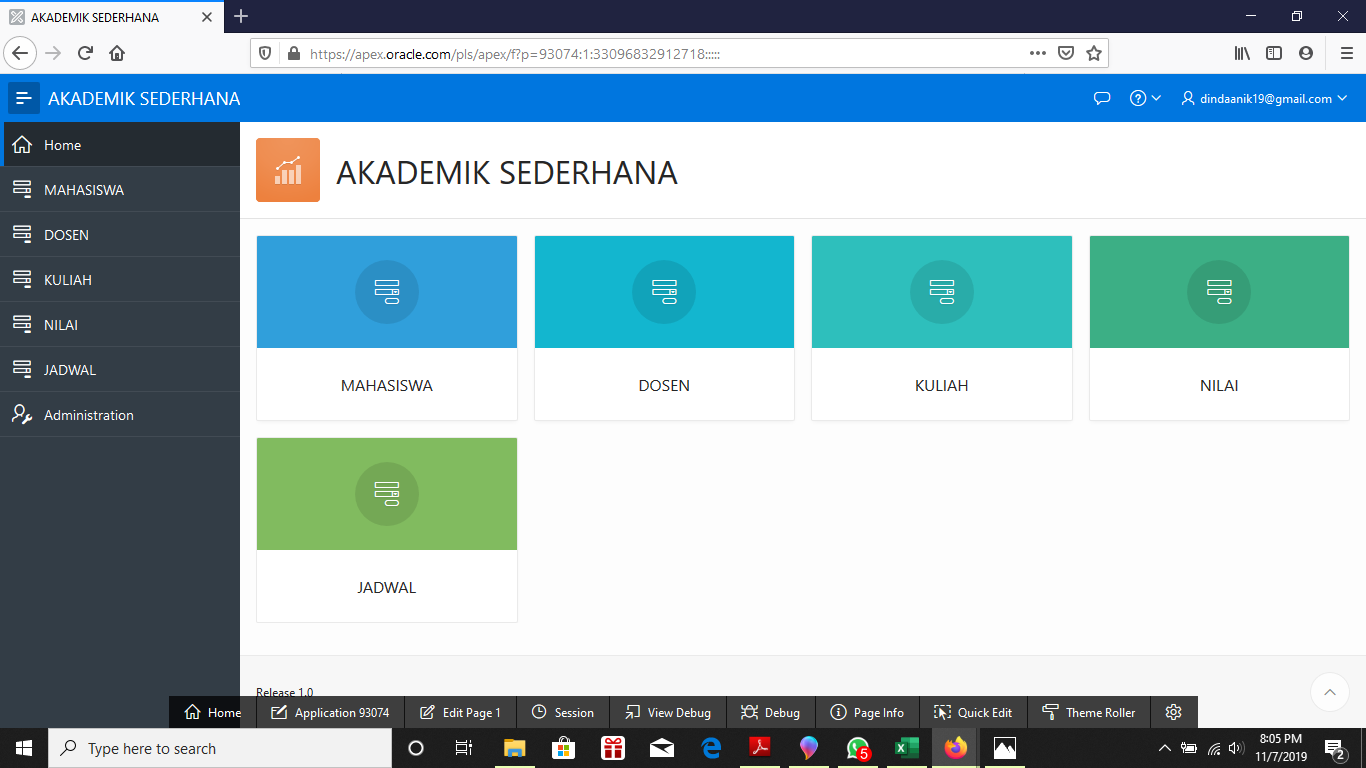 AKADEMIK SEDERHANA
https://apex.oracle.com/pls/apex/f?p=93074:1:33096832912718:::::
AKADEMIK SEDERHANA
dindaanik19@gmail.com
Home
MAHASISWA
DOSEN
KULIAH
NILAI
JADWAL
Administration
AKADEMIK SEDERHANA
MAHASISWA
DOSEN
KULIAH
NILAI
JADWAL
Release 1.0
Home
Application 93074
Edit Page 1
Session
View Debug
Debug
Page Info
Quick Edit
Theme Roller
Type here to search
5
8:05 PM
11/7/2019
2